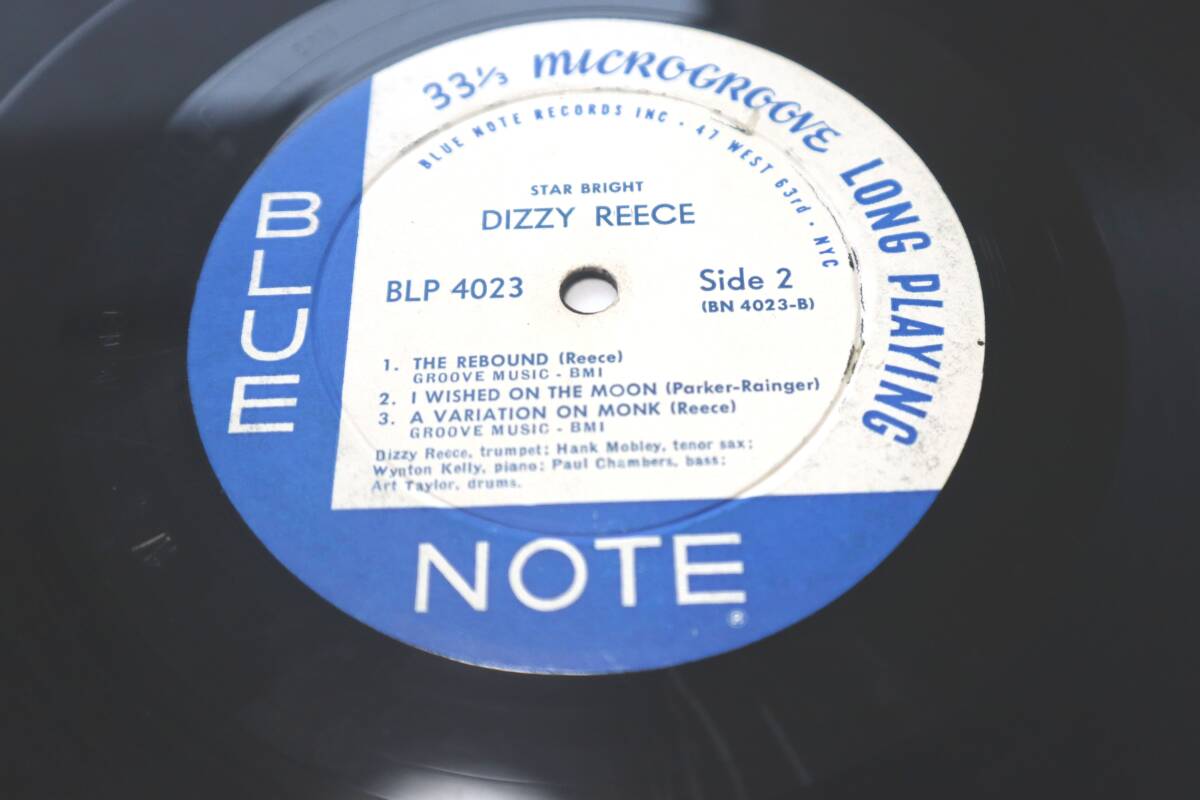 33⅓ MICROGROOVE LONG PLAYING
BLUE NOTE RECORDS INC · 47 WEST 63rd · NYC
STAR BRIGHT
DIZZY REECE
BLP 4023
Side 2
(BN 4023-B)
1. THE REBOUND (Reece)
GROOVE MUSIC - BMI
2. I WISHED ON THE MOON (Parker-Rainger)
3. A VARIATION ON MONK (Reece)
GROOVE MUSIC - BMI
Dizzy Reece, trumpet; Hank Mobley, tenor sax;
Wynton Kelly, piano; Paul Chambers, bass;
Art Taylor, drums.
BLUE
NOTE
®